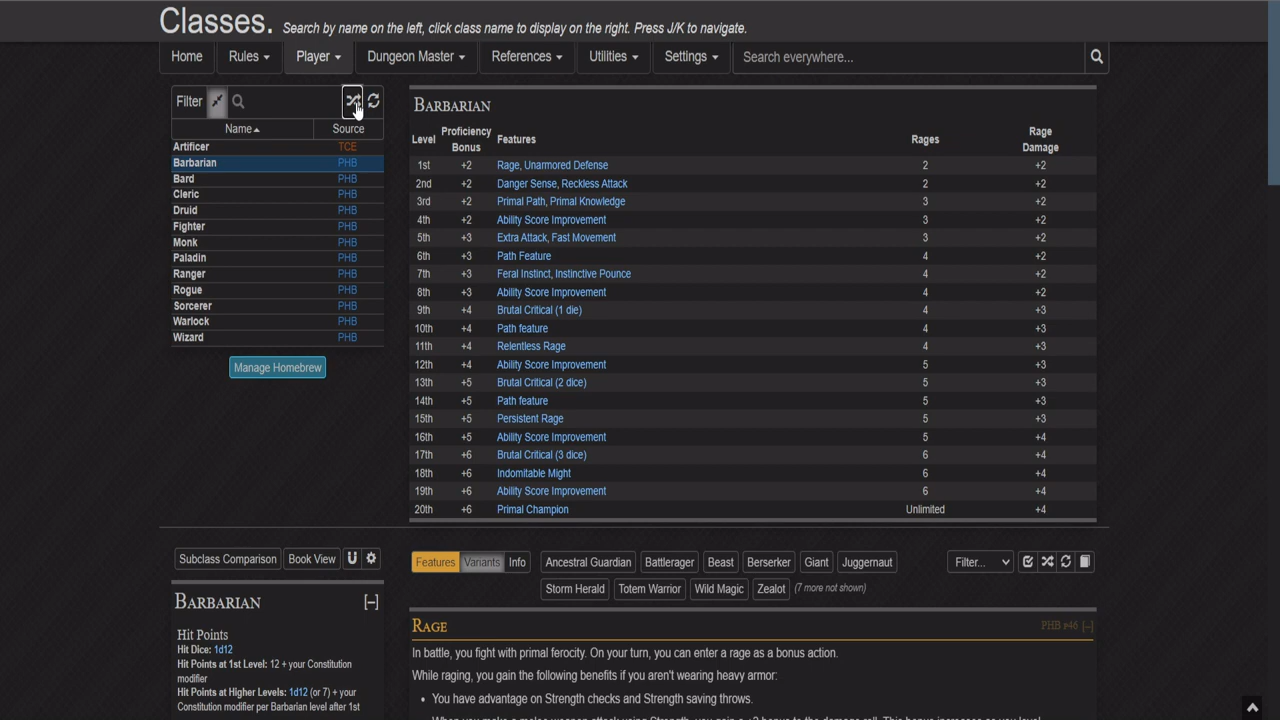 Classes. Search by name on the left, click class name to display on the right. Press J/K to navigate.
Home Rules Player Dungeon Master References Utilities Settings Search everywhere...
Filter
Name Source
Artificer TCE
Barbarian PHB
Bard PHB
Cleric PHB
Druid PHB
Fighter PHB
Monk PHB
Paladin PHB
Ranger PHB
Rogue PHB
Sorcerer PHB
Warlock PHB
Wizard PHB
Manage Homebrew
BARBARIAN
Level Proficiency Bonus Features Rages Rage Damage
1st +2 Rage, Unarmored Defense 2 +2
2nd +2 Danger Sense, Reckless Attack 2 +2
3rd +2 Primal Path, Primal Knowledge 3 +2
4th +2 Ability Score Improvement 3 +2
5th +3 Extra Attack, Fast Movement 3 +2
6th +3 Path Feature 4 +2
7th +3 Feral Instinct, Instinctive Pounce 4 +2
8th +3 Ability Score Improvement 4 +2
9th +4 Brutal Critical (1 die) 4 +3
10th +4 Path feature 4 +3
11th +4 Relentless Rage 4 +3
12th +4 Ability Score Improvement 5 +3
13th +5 Brutal Critical (2 dice) 5 +3
14th +5 Path feature 5 +3
15th +5 Persistent Rage 5 +3
16th +5 Ability Score Improvement 5 +4
17th +6 Brutal Critical (3 dice) 6 +4
18th +6 Indomitable Might 6 +4
19th +6 Ability Score Improvement 6 +4
20th +6 Primal Champion Unlimited +4
Subclass Comparison Book View
BARBARIAN [–]
Hit Points
Hit Dice: 1d12
Hit Points at 1st Level: 12 + your Constitution
modifier
Hit Points at Higher Levels: 1d12 (or 7) + your
Constitution modifier per Barbarian level after 1st
Features Variants Info Ancestral Guardian Battlerager Beast Berserker Giant Juggernaut Filter...
Storm Herald Totem Warrior Wild Magic Zealot (7 more not shown)
RAGE PHB p46 [–]
In battle, you fight with primal ferocity. On your turn, you can enter a rage as a bonus action.
While raging, you gain the following benefits if you aren't wearing heavy armor:
• You have advantage on Strength checks and Strength saving throws.